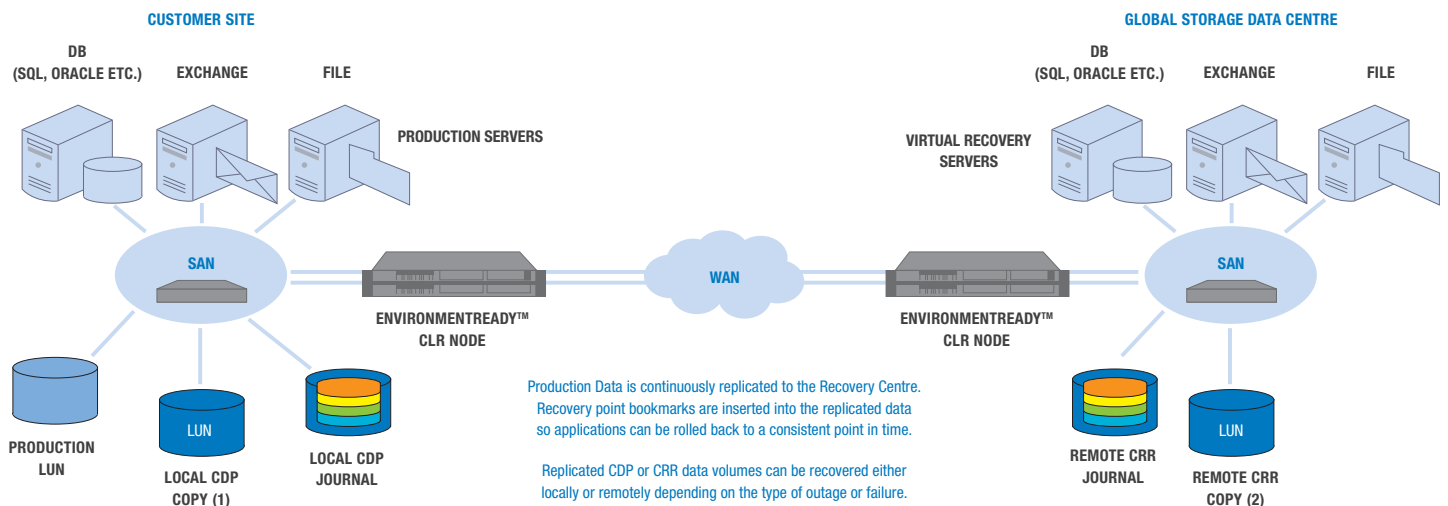 CUSTOMER SITE
DB
(SQL, ORACLE ETC.)
EXCHANGE
FILE
PRODUCTION SERVERS
SAN
ENVIRONMENTREADY™
CLR NODE
PRODUCTION
LUN
LUN
LOCAL CDP
COPY (1)
LOCAL CDP
JOURNAL
WAN
Production Data is continuously replicated to the Recovery Centre.
Recovery point bookmarks are inserted into the replicated data
so applications can be rolled back to a consistent point in time.
Replicated CDP or CRR data volumes can be recovered either
locally or remotely depending on the type of outage or failure.
GLOBAL STORAGE DATA CENTRE
DB
(SQL, ORACLE ETC.)
EXCHANGE
FILE
VIRTUAL RECOVERY
SERVERS
ENVIRONMENTREADY™
CLR NODE
SAN
REMOTE CRR
JOURNAL
LUN
REMOTE CRR
COPY (2)